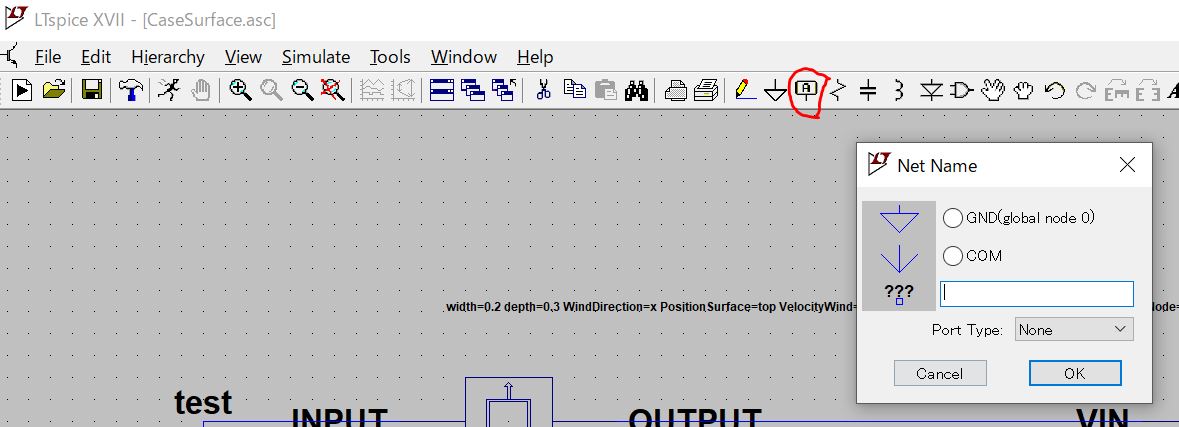 LTspice XVII - [CaseSurface.asc]
File Edit Hierarchy View Simulate Tools Window Help
A
Net Name
GND(global node 0)
COM
???
width=0.2 depth=0.3 WindDirection=x PositionSurface=top VelocityWind=
Node=
Port Type: None
Cancel OK
test
INPUT OUTPUT VIN